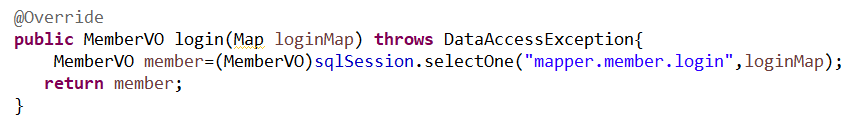 @Override
public MemberVO login(Map loginMap) throws DataAccessException{
MemberVO member=(MemberVO)sqlSession.selectOne("mapper.member.login",loginMap);
return member;
}